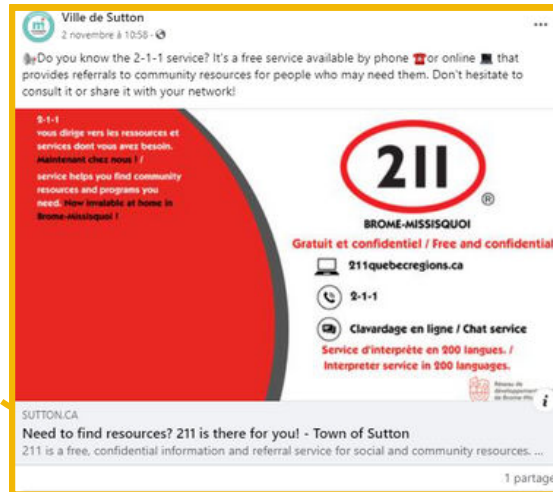 Ville de Sutton
2 novembre à 10:58 ·
Do you know the 2-1-1 service? It's a free service available by phone ☎️or online 💻 that
provides referrals to community resources for people who may need them. Don't hesitate to
consult it or share it with your network!
2-1-1
vous dirige vers les ressources et
services dont vous avez besoin.
Maintenant chez nous ! /
service helps you find community
resources and programs you
need. Now invalable at home in
Brome-Missisquoi !
211
®
BROME-MISSISQUOI
Gratuit et confidentiel / Free and confidential
211quebecregions.ca
2-1-1
Clavardage en ligne / Chat service
Service d'interprète en 200 langues. /
Interpreter service in 200 languages.
Réseau de
développement
de Brome-Mis
SUTTON.CA
Need to find resources? 211 is there for you! - Town of Sutton
211 is a free, confidential information and referral service for social and community resources. ...
1 partage